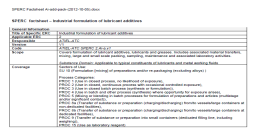 SPERC Factsheet A-add-pack-(2012-10-09).docx
SPERC Factsheet – Industrial formulation of lubricant additives
General Information
Title of Specific ERC Industrial formulation of lubricant additives
Applicable ERC 2
Responsible ATIEL-ATC
Version
Code ATIEL-ATC SPERC 2.Ai-a.v1
Scope Covers formulation of lubricant additives, lubricants and greases. Includes associated material transfers,
mixing, large and small scale packing, sampling, maintenance and associated laboratory activities.
Substance Domain: Applicable to typical constituents of lubricants and metal working fluids
Coverage Sectors of Use:
SU 10 (Formulation [mixing] of preparations and/or re-packaging (excluding alloys) )
Process Categories:
PROC 1 (Use in closed process, no likelihood of exposure).
PROC 2 (Use in closed, continuous process with occasional controlled exposure).
PROC 3 (Use in closed batch process (synthesis or formulation)).
PROC 4 (Use in batch and other process (synthesis) where opportunity for exposure arises).
PROC 5 (Mixing or blending in batch processes for formulation of preparations and articles (multistage
and/or significant contact)).
PROC 8a (Transfer of substance or preparation (charging/discharging) from/to vessels/large containers at
non dedicated facilities).
PROC 8b (Transfer of substance or preparation (charging/discharging) from/to vessels/large containers at
dedicated facilities).
PROC 9 (Transfer of substance or preparation into small containers (dedicated filling line, including
weighing)).
PROC 15 (Use as laboratory reagent)